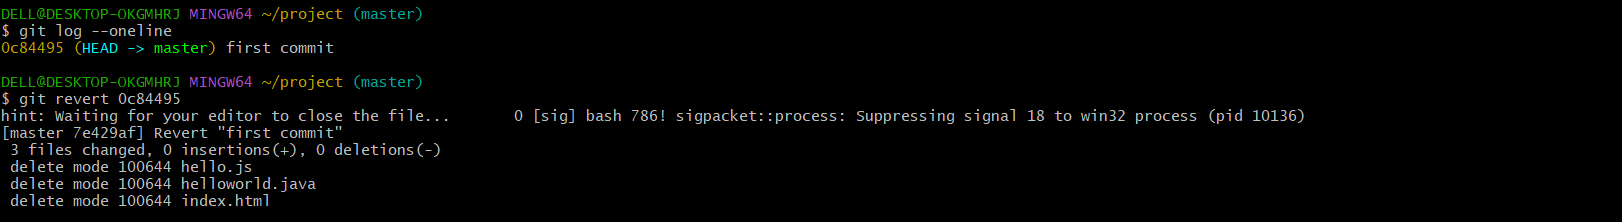 DELL@DESKTOP-OKGMHRJ MINGW64 ~/project (master)
$ git log --oneline
0c84495 (HEAD -> master) first commit
DELL@DESKTOP-OKGMHRJ MINGW64 ~/project (master)
$ git revert 0c84495
hint: Waiting for your editor to close the file...       0 [sig] bash 786! sigpacket::process: Suppressing signal 18 to win32 process (pid 10136)
[master 7e429af] Revert "first commit"
 3 files changed, 0 insertions(+), 0 deletions(-)
 delete mode 100644 hello.js
 delete mode 100644 helloworld.java
 delete mode 100644 index.html